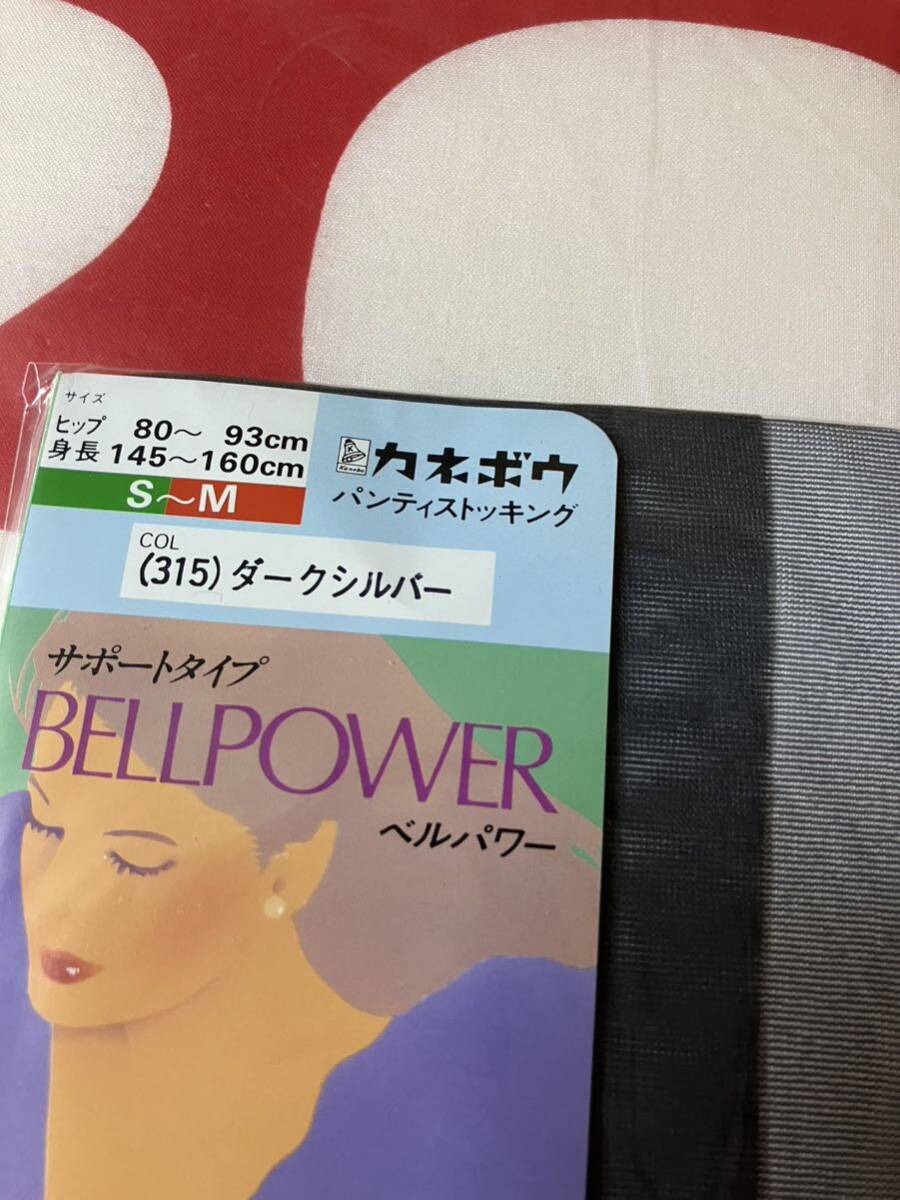 サイズ
ヒップ 80〜 93cm
身長 145〜160cm
S〜M
Kanebo
カネボウ
パンティストッキング
COL
(315) ダークシルバー
サポートタイプ
BELLPOWER
ベルパワー